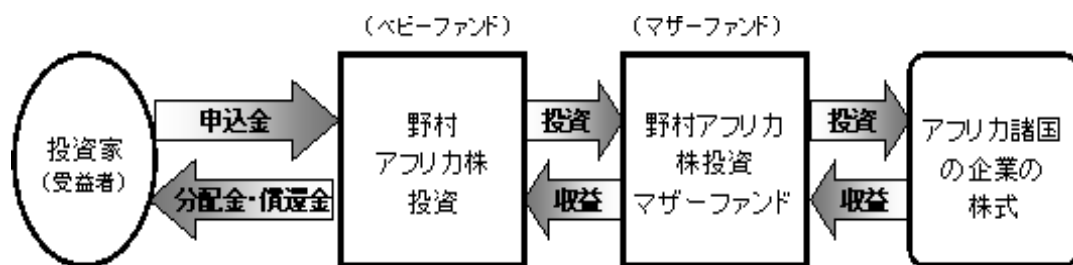 (ベビーファンド)
(マザーファンド)
投資家
(受益者)
申込金
分配金・償還金
野村
アフリカ株
投資
投資
収益
野村アフリカ
株投資
マザーファンド
投資
収益
アフリカ諸国
の企業の
株式